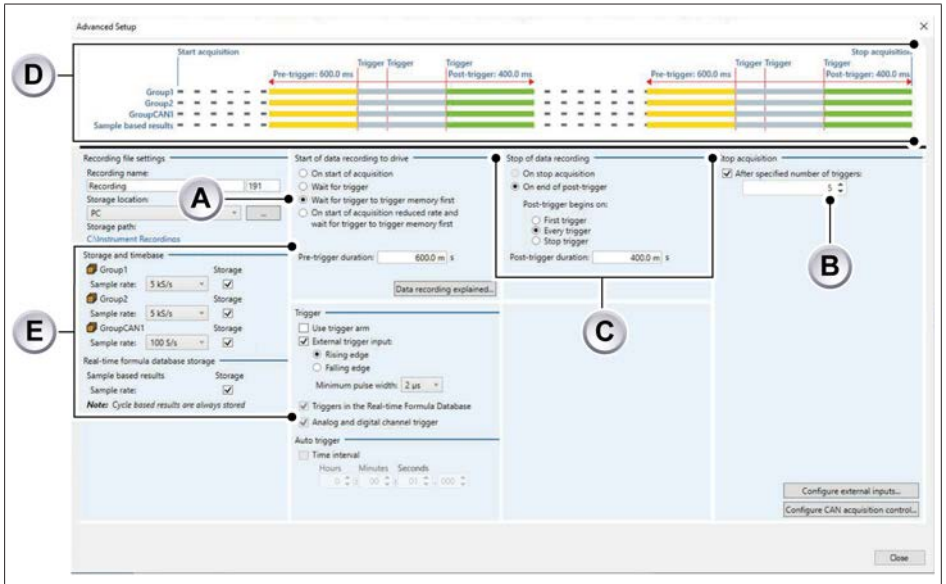 Advanced Setup
Start acquisition
Stop acquisition
Trigger Trigger
Trigger
Trigger Trigger
Trigger
Pre-trigger: 600.0 ms
Post-trigger: 400.0 ms
Pre-trigger: 600.0 ms
Post-trigger: 400.0 ms
D
Group1
Group2
GroupCAN1
Sample based results
Recording file settings
Recording name:
Recording
191
Storage location:
PC
...
Storage path:
C:\Instrument Recordings
Storage and timebase
Group1
Storage
Sample rate:
5 kS/s
Group2
Storage
Sample rate:
5 kS/s
GroupCAN1
Storage
Sample rate:
100 S/s
Real-time formula database storage
Sample based results
Storage
Sample rate:
Note: Cycle based results are always stored
A
E
Start of data recording to drive
On start of acquisition
Wait for trigger
Wait for trigger to trigger memory first
On start of acquisition reduced rate and
wait for trigger to trigger memory first
Pre-trigger duration:
600.0 m
s
Data recording explained...
Trigger
Use trigger arm
External trigger input:
Rising edge
Falling edge
Minimum pulse width:
2 µs
Triggers in the Real-time Formula Database
Analog and digital channel trigger
Auto trigger
Time interval
Hours
Minutes
Seconds
0
:
00
:
01
.
000
Stop of data recording
On stop acquisition
On end of post-trigger
Post-trigger begins on:
First trigger
Every trigger
Stop trigger
Post-trigger duration:
400.0 m
s
C
Stop acquisition
After specified number of triggers:
5
B
Configure external inputs...
Configure CAN acquisition control...
Close